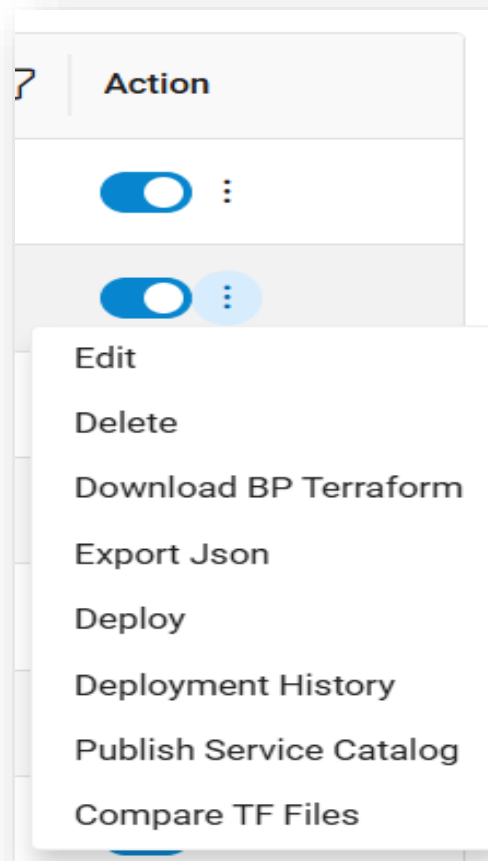 Action
Edit
Delete
Download BP Terraform
Export Json
Deploy
Deployment History
Publish Service Catalog
Compare TF Files